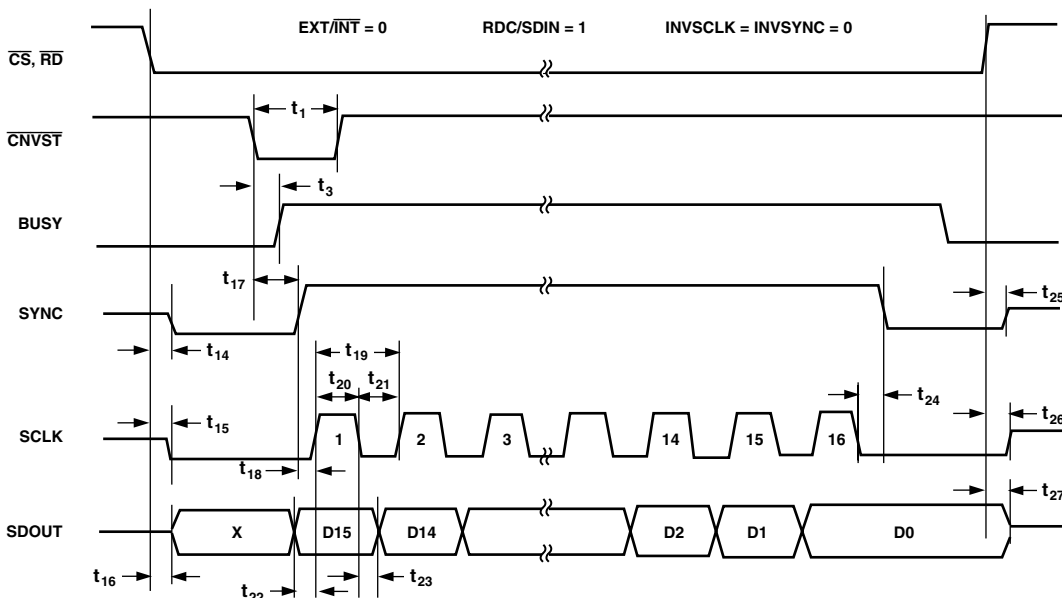 EXT/INT = 0 RDC/SDIN = 1 INVSCLK = INVSYNC = 0
CS, RD
t1
CNVST
t3
BUSY
t17
SYNC
t25
t14
t19
t20 t21
t24
t15
t26
SCLK
1 2 3 14 15 16
t18
t27
SDOUT
X D15 D14 D2 D1 D0
t16
t22
t23